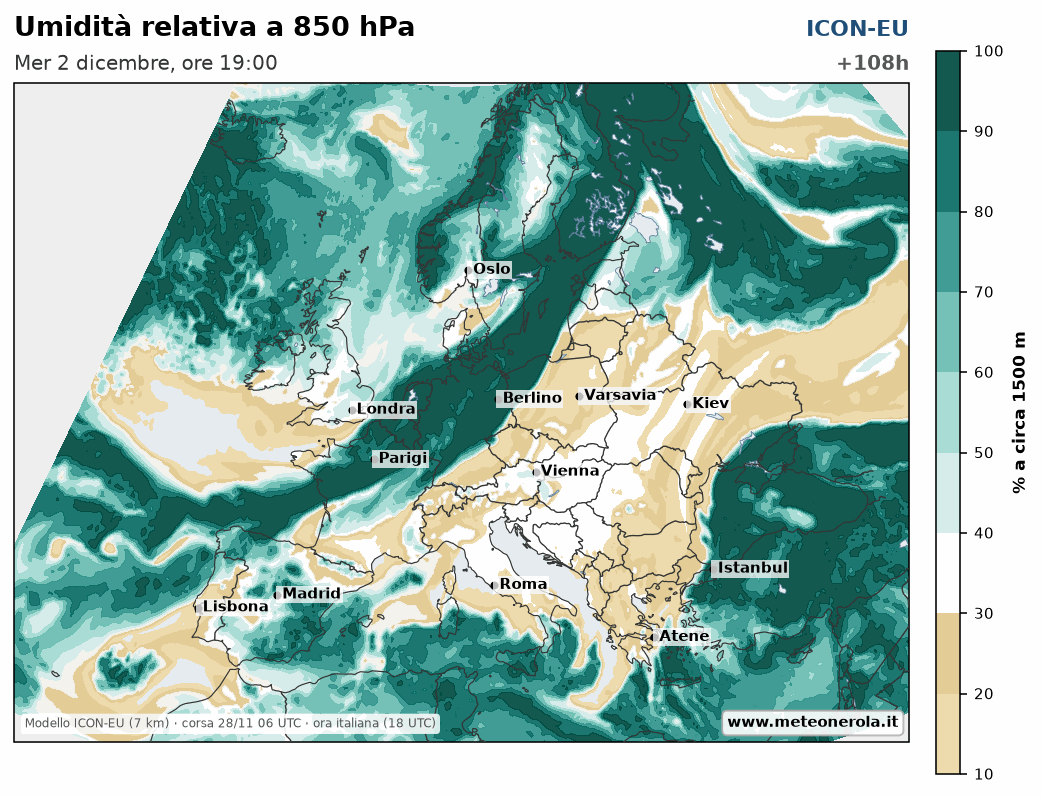 Umidità relativa a 850 hPa
ICON-EU
Mer 2 dicembre, ore 19:00
+108h
Oslo
Londra
Berlino
Varsavia
Kiev
Parigi
Vienna
Istanbul
Roma
Madrid
Lisbona
Atene
Modello ICON-EU (7 km) · corsa 28/11 06 UTC · ora italiana (18 UTC)
www.meteonerola.it
100
90
80
70
60
50
40
30
20
10
% a circa 1500 m